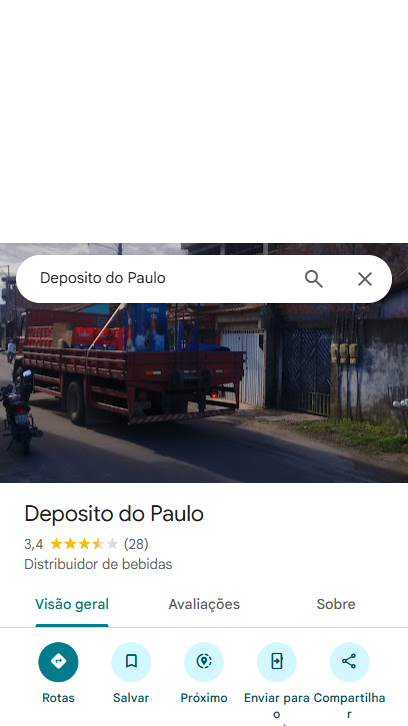 Deposito do Paulo
Deposito do Paulo
3,4 (28)
Distribuidor de bebidas
Visão geral Avaliações Sobre
Rotas Salvar Próximo Enviar para o Compartilhar